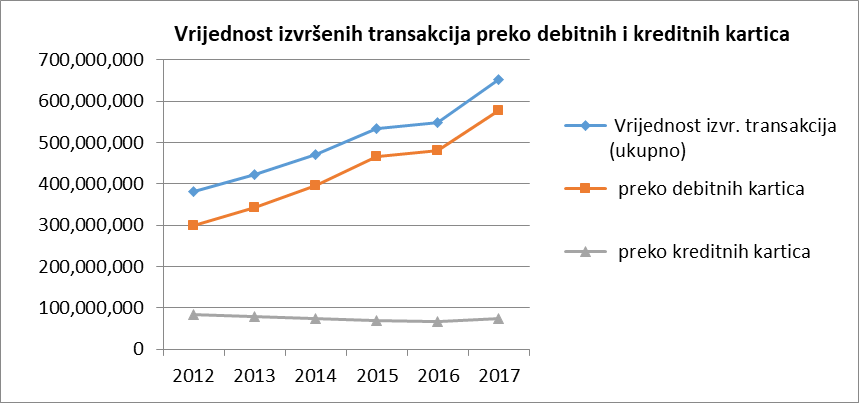 Vrijednost izvršenih transakcija preko debitnih i kreditnih kartica
700,000,000
600,000,000
500,000,000
400,000,000
300,000,000
200,000,000
100,000,000
0
2012 2013 2014 2015 2016 2017
Vrijednost izvr. transakcija
(ukupno)
preko debitnih kartica
preko kreditnih kartica